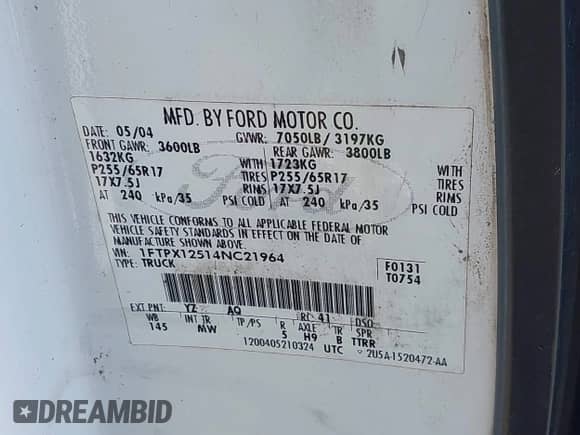 MFD. BY FORD MOTOR CO.
DATE: 05/04 GVWR: 7050LB/ 3197KG
FRONT GAWR: 3600LB REAR GAWR: 3800LB
1632KG WITH 1723KG WITH
P255/65R17 TIRES P255/65R17 TIRES
17X7.5J RIMS 17X7.5J RIMS
AT 240 kPa/35 PSI COLD AT 240 kPa/35 PSI COLD
Ford
THIS VEHICLE CONFORMS TO ALL APPLICABLE FEDERAL MOTOR
VEHICLE SAFETY STANDARDS IN EFFECT ON THE DATE OF
MANUFACTURE SHOWN ABOVE.
VIN: 1FTPX12514NC21964
TYPE: TRUCK
F0131
T0754
EXT PNT: YZ AQ RC: 41 DSO:
WB INT TR TP/PS R AXLE TR SPR
145 MW 5 H9 B TTRR
1200405210324 UTC 2U5A-1520472-AA
DREAMBID